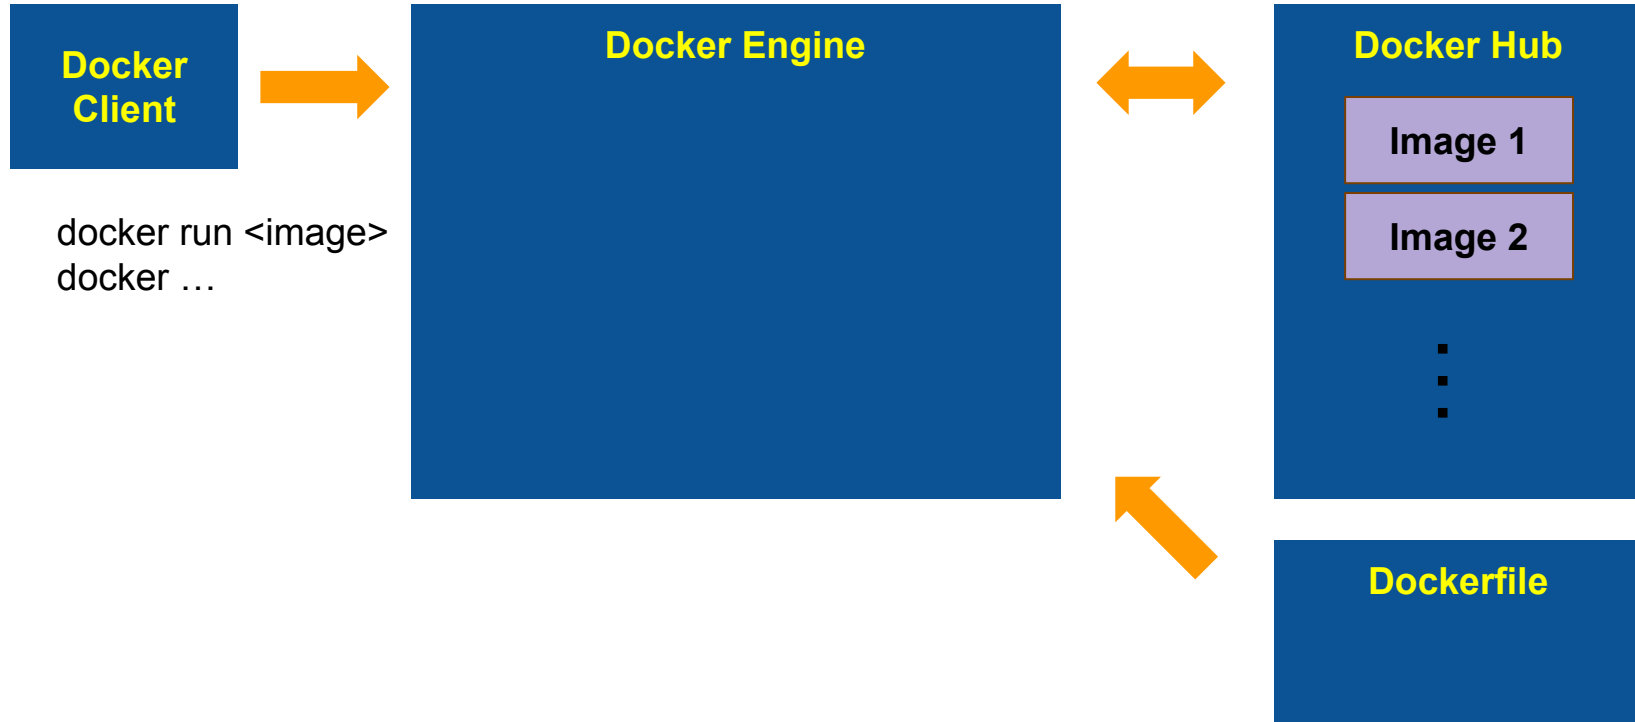 Docker
Client
docker run <image>
docker …
Docker Engine
Docker Hub
Image 1
Image 2
Dockerfile